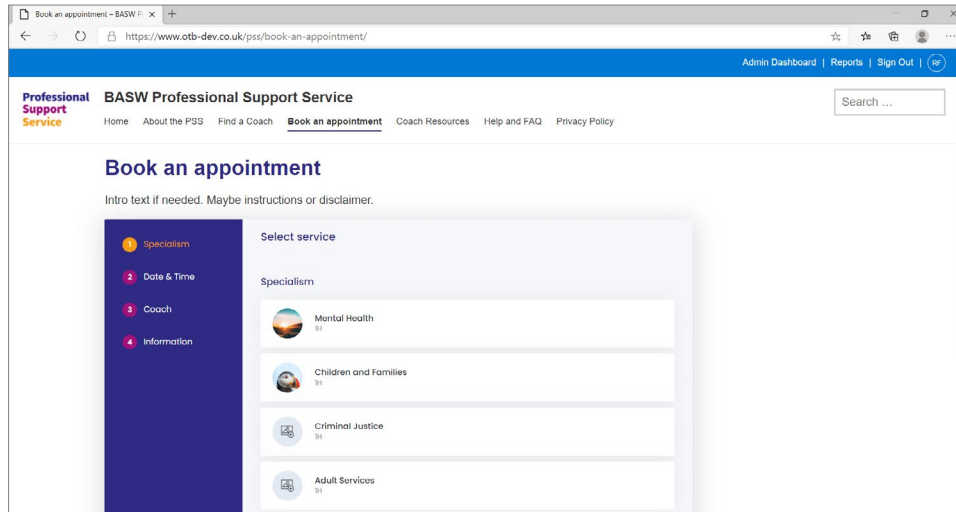 Book an appointment – BASW P
https://www.otb-dev.co.uk/pss/book-an-appointment/
Admin Dashboard | Reports | Sign Out | RF
Professional
Support
Service
BASW Professional Support Service
Search ...
Home About the PSS Find a Coach Book an appointment Coach Resources Help and FAQ Privacy Policy
Book an appointment
Intro text if needed. Maybe instructions or disclaimer.
1 Specialism
2 Date & Time
3 Coach
4 Information
Select service
Specialism
Mental Health
1H
Children and Families
1H
Criminal Justice
1H
Adult Services
1H